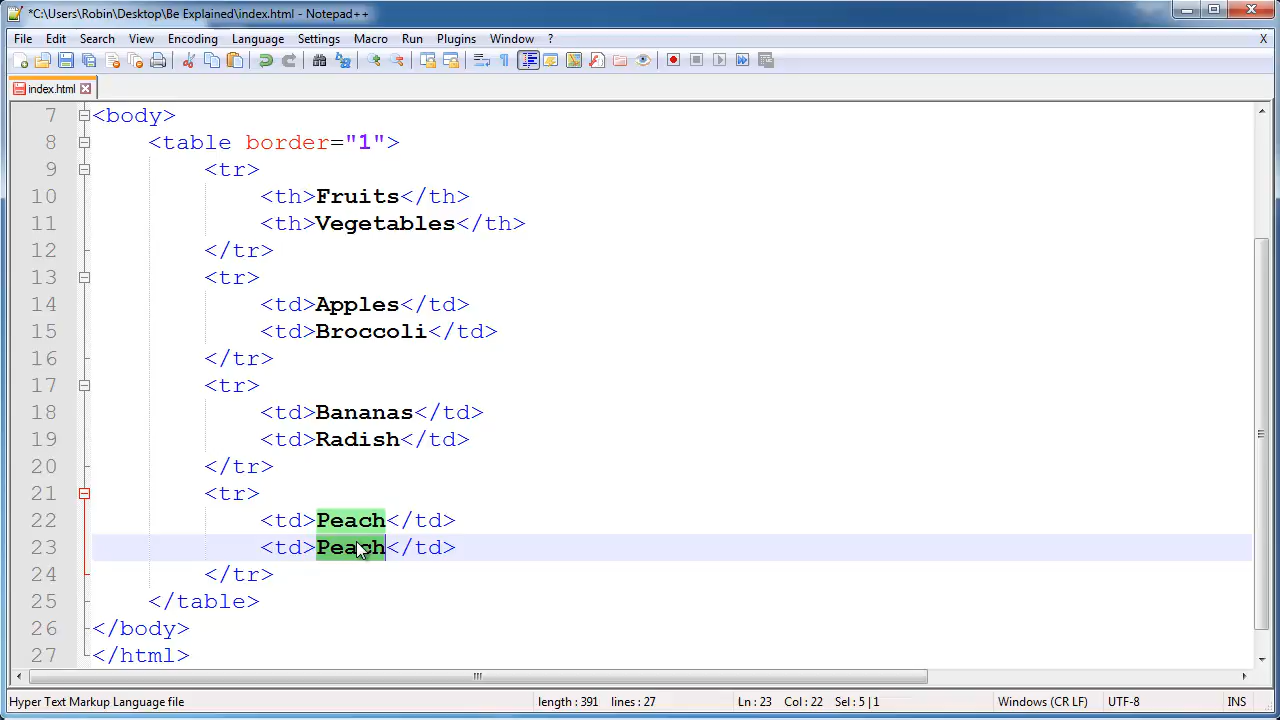 *C:\Users\Robin\Desktop\Be Explained\index.html - Notepad++
File Edit Search View Encoding Language Settings Macro Run Plugins Window ? X
index.html
7 <body>
8 <table border="1">
9 <tr>
10 <th>Fruits</th>
11 <th>Vegetables</th>
12 </tr>
13 <tr>
14 <td>Apples</td>
15 <td>Broccoli</td>
16 </tr>
17 <tr>
18 <td>Bananas</td>
19 <td>Radish</td>
20 </tr>
21 <tr>
22 <td>Peach</td>
23 <td>Peach</td>
24 </tr>
25 </table>
26 </body>
27 </html>
Hyper Text Markup Language file length : 391 lines : 27 Ln : 23 Col : 22 Sel : 5 | 1 Windows (CR LF) UTF-8 INS